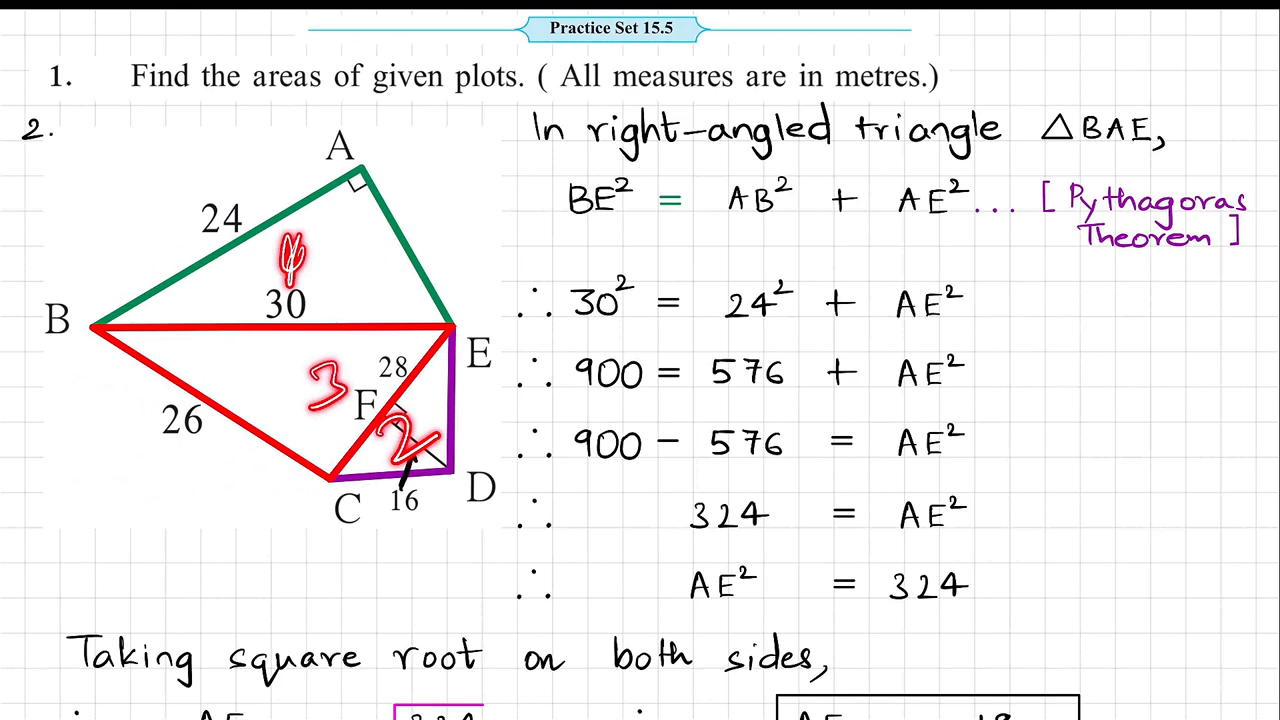 Practice Set 15.5
1. Find the areas of given plots. ( All measures are in metres.)
2.
In right-angled triangle △BAE,
BE² = AB² + AE² ... [ Pythagoras
Theorem ]
∴ 30² = 24² + AE²
∴ 900 = 576 + AE²
∴ 900 - 576 = AE²
∴ 324 = AE²
∴ AE² = 324
A
24
30
B
E
28
3
F
26
2
C
16
D
Taking square root on both sides,